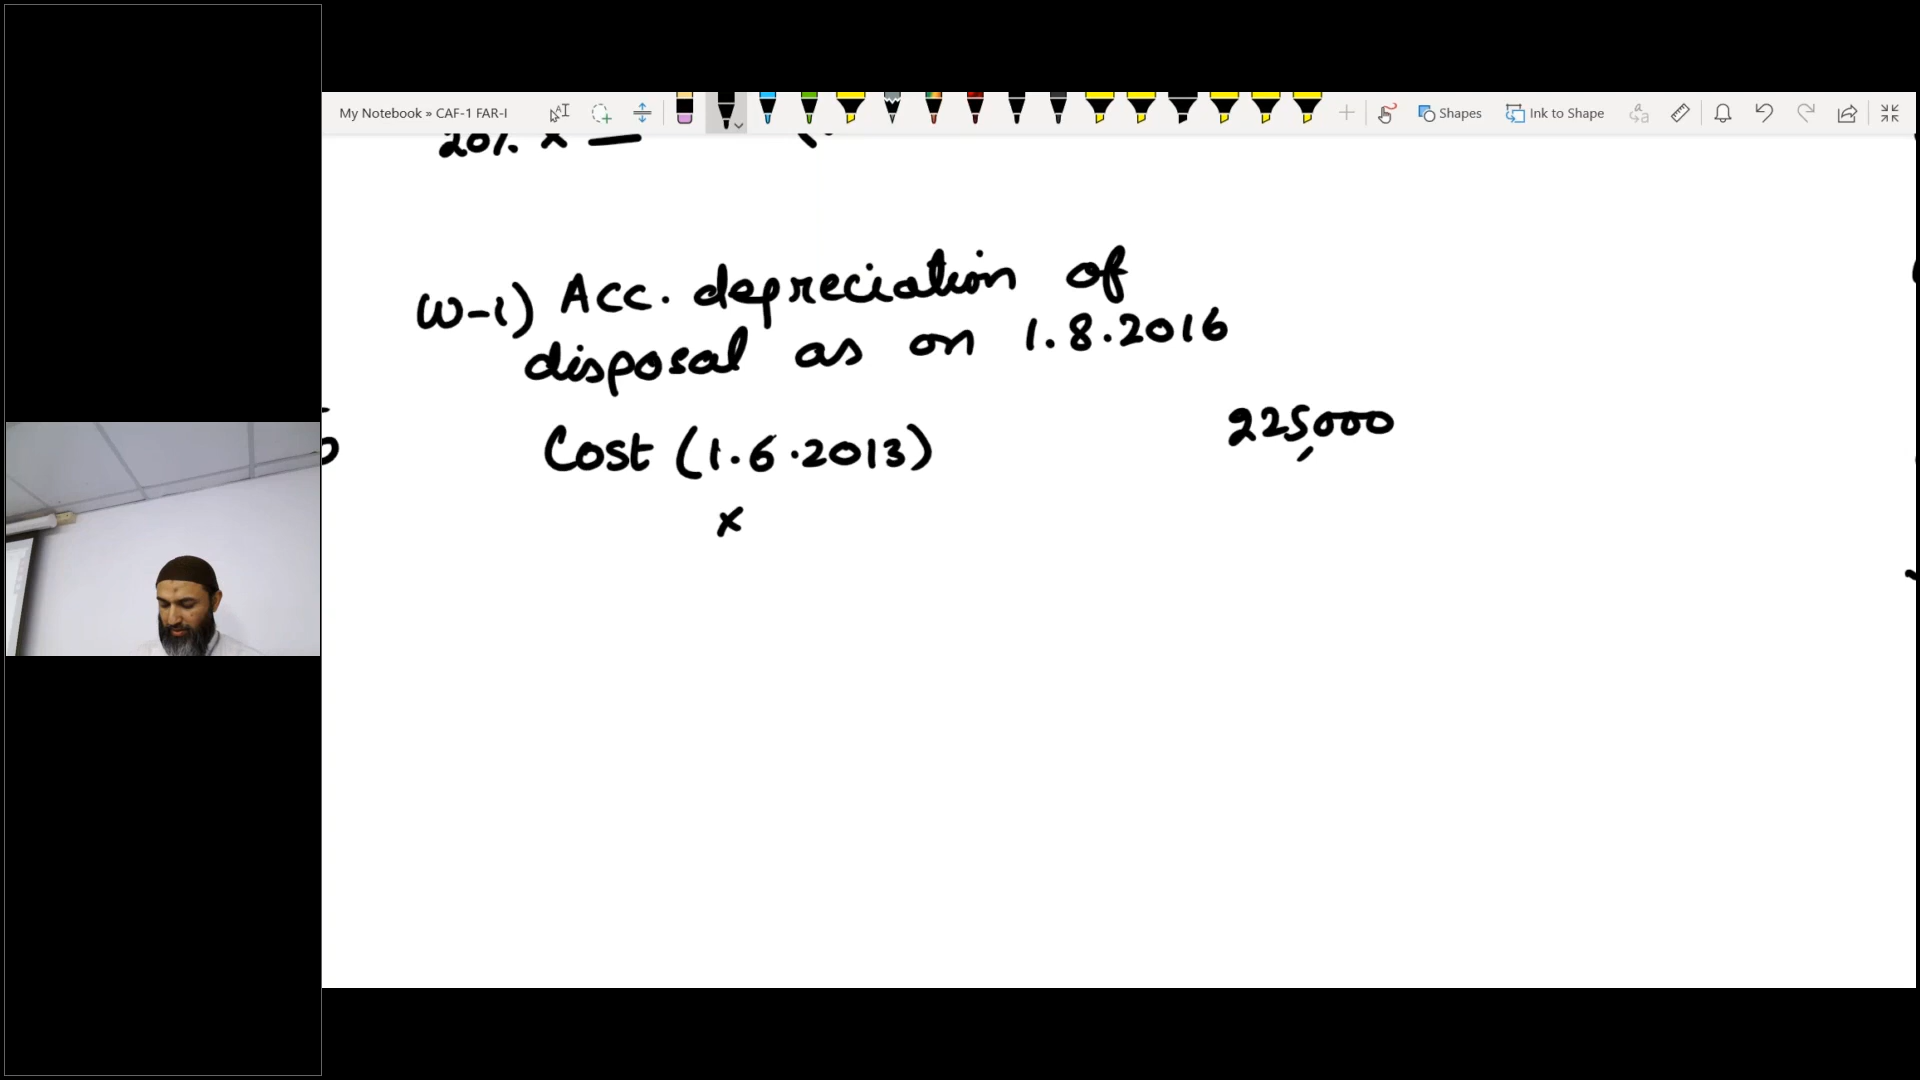 My Notebook » CAF-1 FAR-I
Shapes
Ink to Shape
20%. x
W-1) Acc. depreciation of
disposal as on 1.8.2016
Cost (1.6.2013) 225,000
x